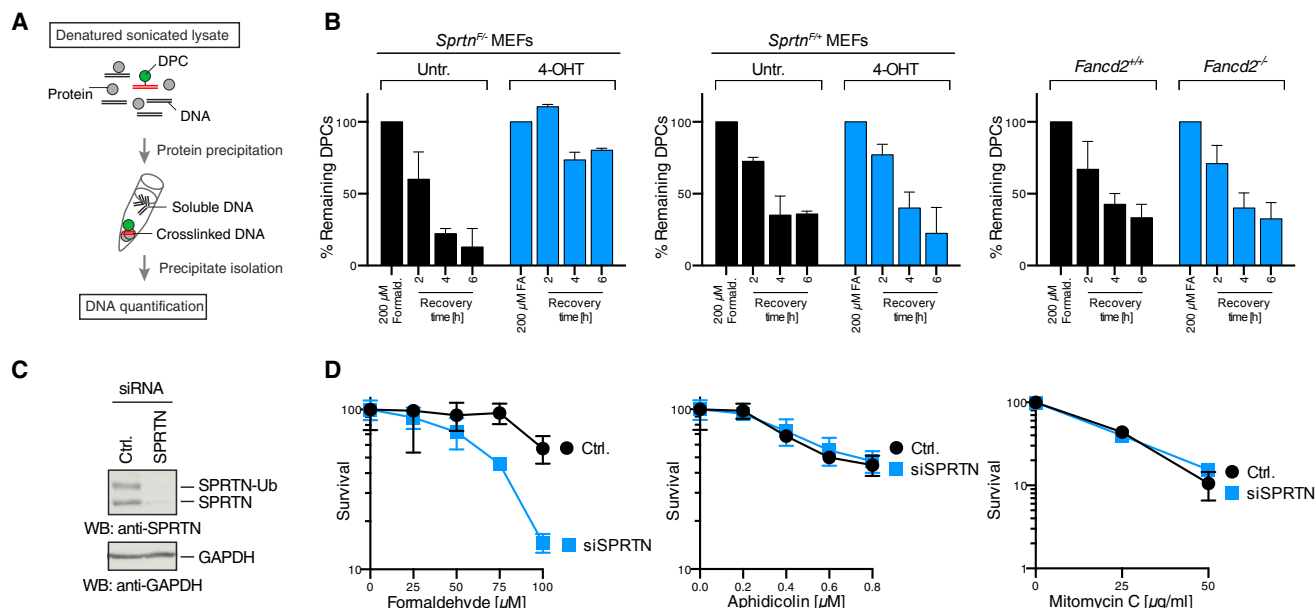 A
Denatured sonicated lysate
DPC
Protein
DNA
Protein precipitation
Soluble DNA
Crosslinked DNA
Precipitate isolation
DNA quantification
B
Sprtn^F/- MEFs
Untr.
4-OHT
% Remaining DPCs
100
50
0
200 µM Formald.
2
4
6
200 µM FA
2
4
6
Recovery time [h]
Recovery time [h]
Sprtn^F/+ MEFs
Untr.
4-OHT
% Remaining DPCs
100
50
0
200 µM Formald.
2
4
6
200 µM FA
2
4
6
Recovery time [h]
Recovery time [h]
Fancd2^+/+
Fancd2^-/-
% Remaining DPCs
100
50
0
200 µM Formald.
2
4
6
200 µM FA
2
4
6
Recovery time [h]
Recovery time [h]
C
siRNA
Ctrl.
SPRTN
SPRTN-Ub
SPRTN
WB: anti-SPRTN
GAPDH
WB: anti-GAPDH
D
Survival
100
10
0
25
50
75
100
Formaldehyde [µM]
Ctrl.
siSPRTN
Survival
100
10
0.0
0.2
0.4
0.6
0.8
Aphidicolin [µM]
Ctrl.
siSPRTN
Survival
100
10
1
0
25
50
Mitomycin C [µg/ml]
Ctrl.
siSPRTN